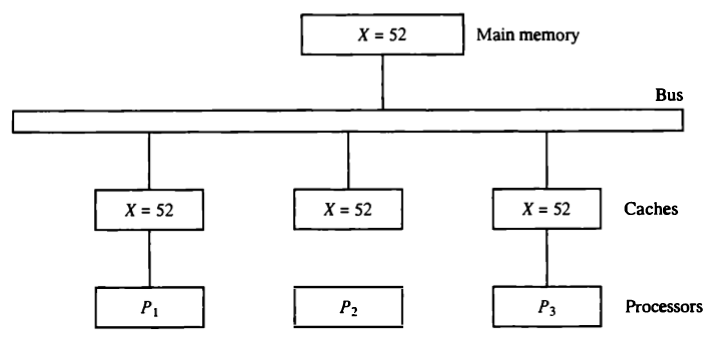 X = 52 Main memory
Bus
X = 52 X = 52 X = 52 Caches
P1 P2 P3 Processors